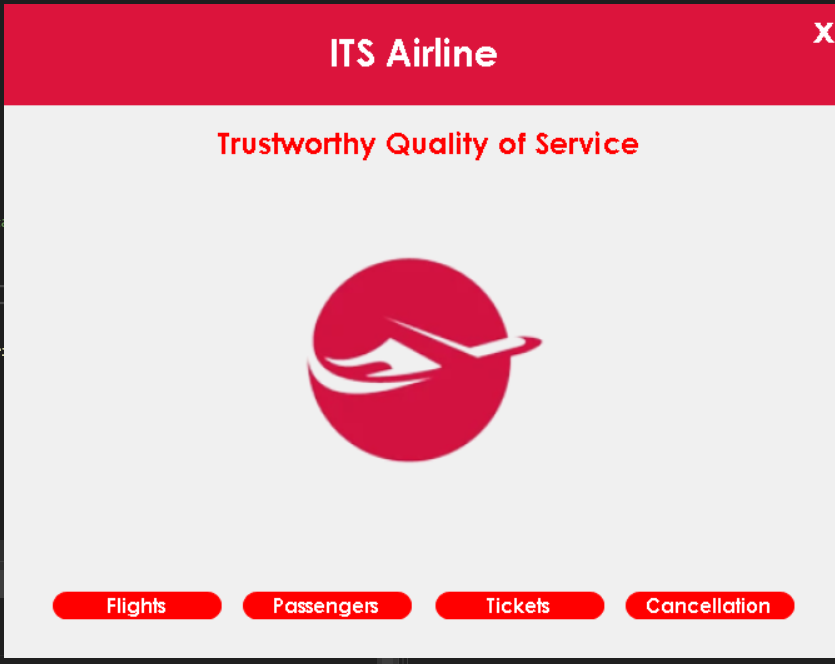 X
ITS Airline
Trustworthy Quality of Service
Flights
Passengers
Tickets
Cancellation